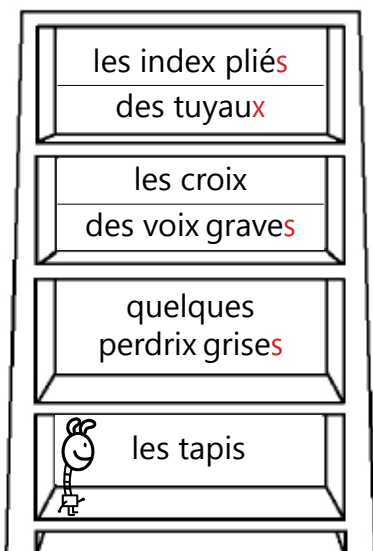 les index pliés
des tuyaux
les croix
des voix graves
quelques
perdrix grises
les tapis